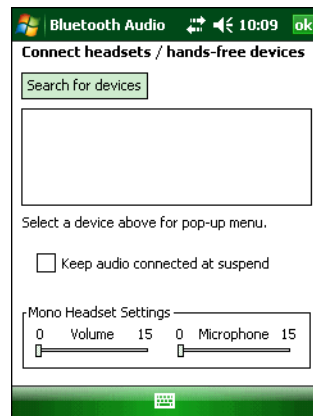 Bluetooth Audio 10:09 ok
Connect headsets / hands-free devices
Search for devices
Select a device above for pop-up menu.
Keep audio connected at suspend
Mono Headset Settings
0 Volume 15 0 Microphone 15